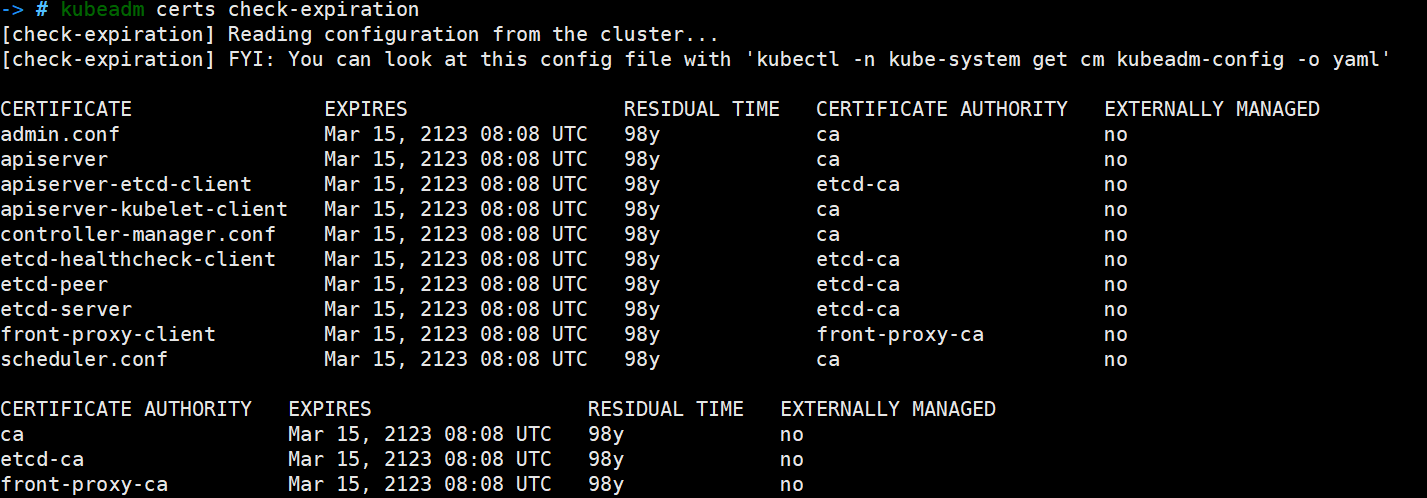 -> # kubeadm certs check-expiration
[check-expiration] Reading configuration from the cluster...
[check-expiration] FYI: You can look at this config file with 'kubectl -n kube-system get cm kubeadm-config -o yaml'
CERTIFICATE EXPIRES RESIDUAL TIME CERTIFICATE AUTHORITY EXTERNALLY MANAGED
admin.conf Mar 15, 2123 08:08 UTC 98y ca no
apiserver Mar 15, 2123 08:08 UTC 98y ca no
apiserver-etcd-client Mar 15, 2123 08:08 UTC 98y etcd-ca no
apiserver-kubelet-client Mar 15, 2123 08:08 UTC 98y ca no
controller-manager.conf Mar 15, 2123 08:08 UTC 98y ca no
etcd-healthcheck-client Mar 15, 2123 08:08 UTC 98y etcd-ca no
etcd-peer Mar 15, 2123 08:08 UTC 98y etcd-ca no
etcd-server Mar 15, 2123 08:08 UTC 98y etcd-ca no
front-proxy-client Mar 15, 2123 08:08 UTC 98y front-proxy-ca no
scheduler.conf Mar 15, 2123 08:08 UTC 98y ca no
CERTIFICATE AUTHORITY EXPIRES RESIDUAL TIME EXTERNALLY MANAGED
ca Mar 15, 2123 08:08 UTC 98y no
etcd-ca Mar 15, 2123 08:08 UTC 98y no
front-proxy-ca Mar 15, 2123 08:08 UTC 98y no